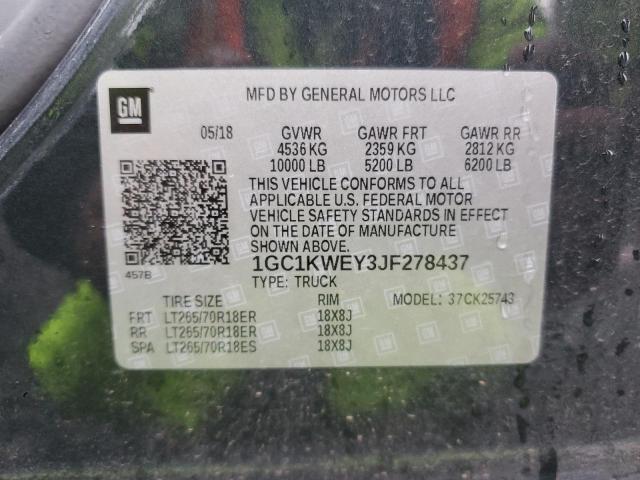 GM
MFD BY GENERAL MOTORS LLC
05/18 GVWR GAWR FRT GAWR RR
4536 KG 2359 KG 2812 KG
10000 LB 5200 LB 6200 LB
THIS VEHICLE CONFORMS TO ALL
APPLICABLE U.S. FEDERAL MOTOR
VEHICLE SAFETY STANDARDS IN EFFECT
ON THE DATE OF MANUFACTURE
SHOWN ABOVE.
457B
1GC1KWEY3JF278437
TYPE: TRUCK
TIRE SIZE RIM MODEL: 37CK25743
FRT LT265/70R18ER 18X8J
RR LT265/70R18ER 18X8J
SPA LT265/70R18ES 18X8J